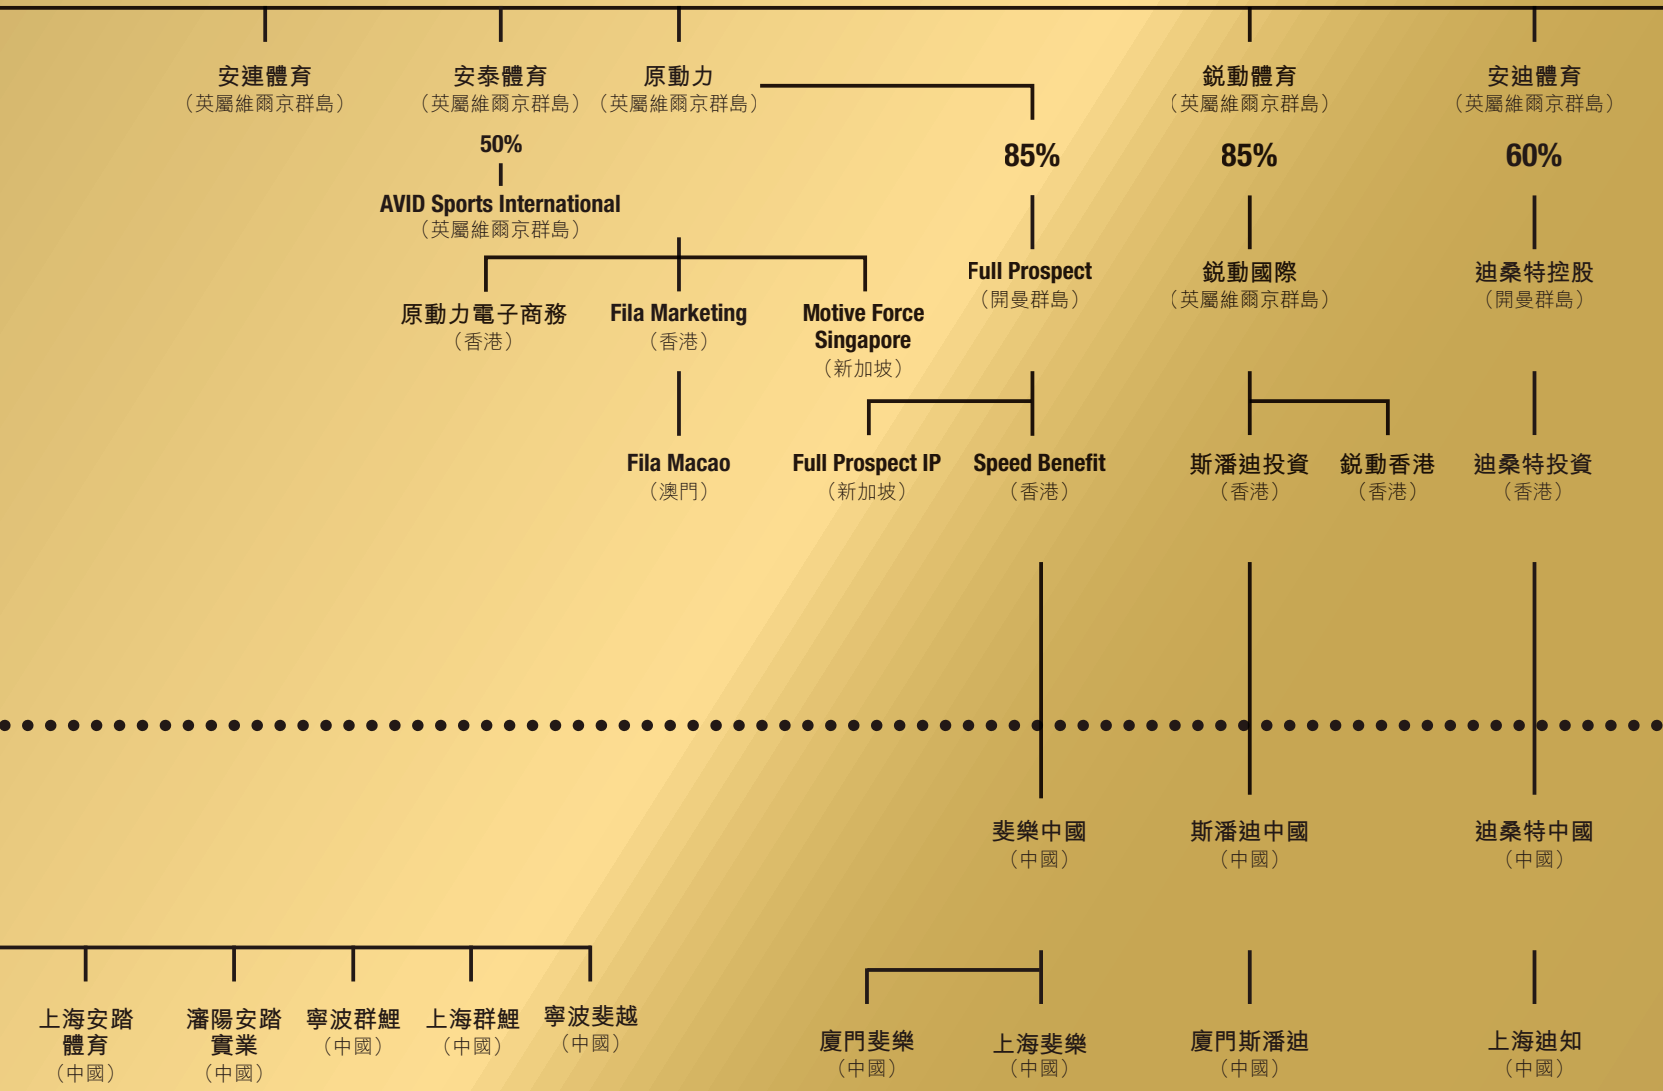 安連體育
（英屬維爾京群島）
安泰體育
（英屬維爾京群島）
原動力
（英屬維爾京群島）
鋭動體育
（英屬維爾京群島）
安迪體育
（英屬維爾京群島）
50%
85%
85%
60%
AVID Sports International
（英屬維爾京群島）
Full Prospect
（開曼群島）
鋭動國際
（英屬維爾京群島）
迪桑特控股
（開曼群島）
原動力電子商務
（香港）
Fila Marketing
（香港）
Motive Force
Singapore
（新加坡）
Fila Macao
（澳門）
Full Prospect IP
（新加坡）
Speed Benefit
（香港）
斯潘迪投資
（香港）
鋭動香港
（香港）
迪桑特投資
（香港）
斐樂中國
（中國）
斯潘迪中國
（中國）
迪桑特中國
（中國）
上海安踏
體育
（中國）
瀋陽安踏
實業
（中國）
寧波群鯉
（中國）
上海群鯉
（中國）
寧波斐越
（中國）
廈門斐樂
（中國）
上海斐樂
（中國）
廈門斯潘迪
（中國）
上海迪知
（中國）